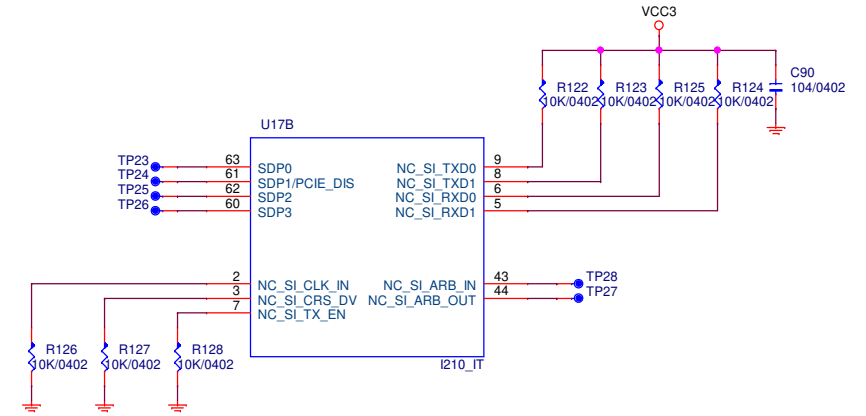 VCC3
R122
10K/0402
R123
10K/0402
R125
10K/0402
R124
10K/0402
C90
104/0402
U17B
TP23
63
SDP0
NC_SI_TXD0
9
TP24
61
SDP1/PCIE_DIS
NC_SI_TXD1
8
TP25
62
SDP2
NC_SI_RXD0
6
TP26
60
SDP3
NC_SI_RXD1
5
2
NC_SI_CLK_IN
NC_SI_ARB_IN
43
TP28
3
NC_SI_CRS_DV
NC_SI_ARB_OUT
44
TP27
7
NC_SI_TX_EN
R126
10K/0402
R127
10K/0402
R128
10K/0402
I210_IT